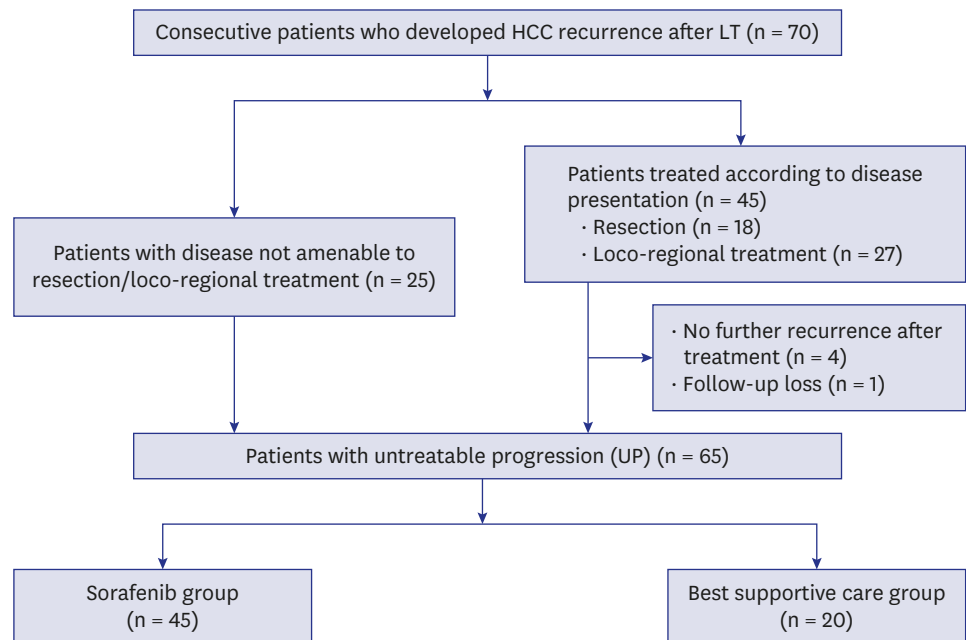 Consecutive patients who developed HCC recurrence after LT (n = 70)
Patients with disease not amenable to
resection/loco-regional treatment (n = 25)
Patients treated according to disease
presentation (n = 45)
· Resection (n = 18)
· Loco-regional treatment (n = 27)
· No further recurrence after
treatment (n = 4)
· Follow-up loss (n = 1)
Patients with untreatable progression (UP) (n = 65)
Sorafenib group
(n = 45)
Best supportive care group
(n = 20)